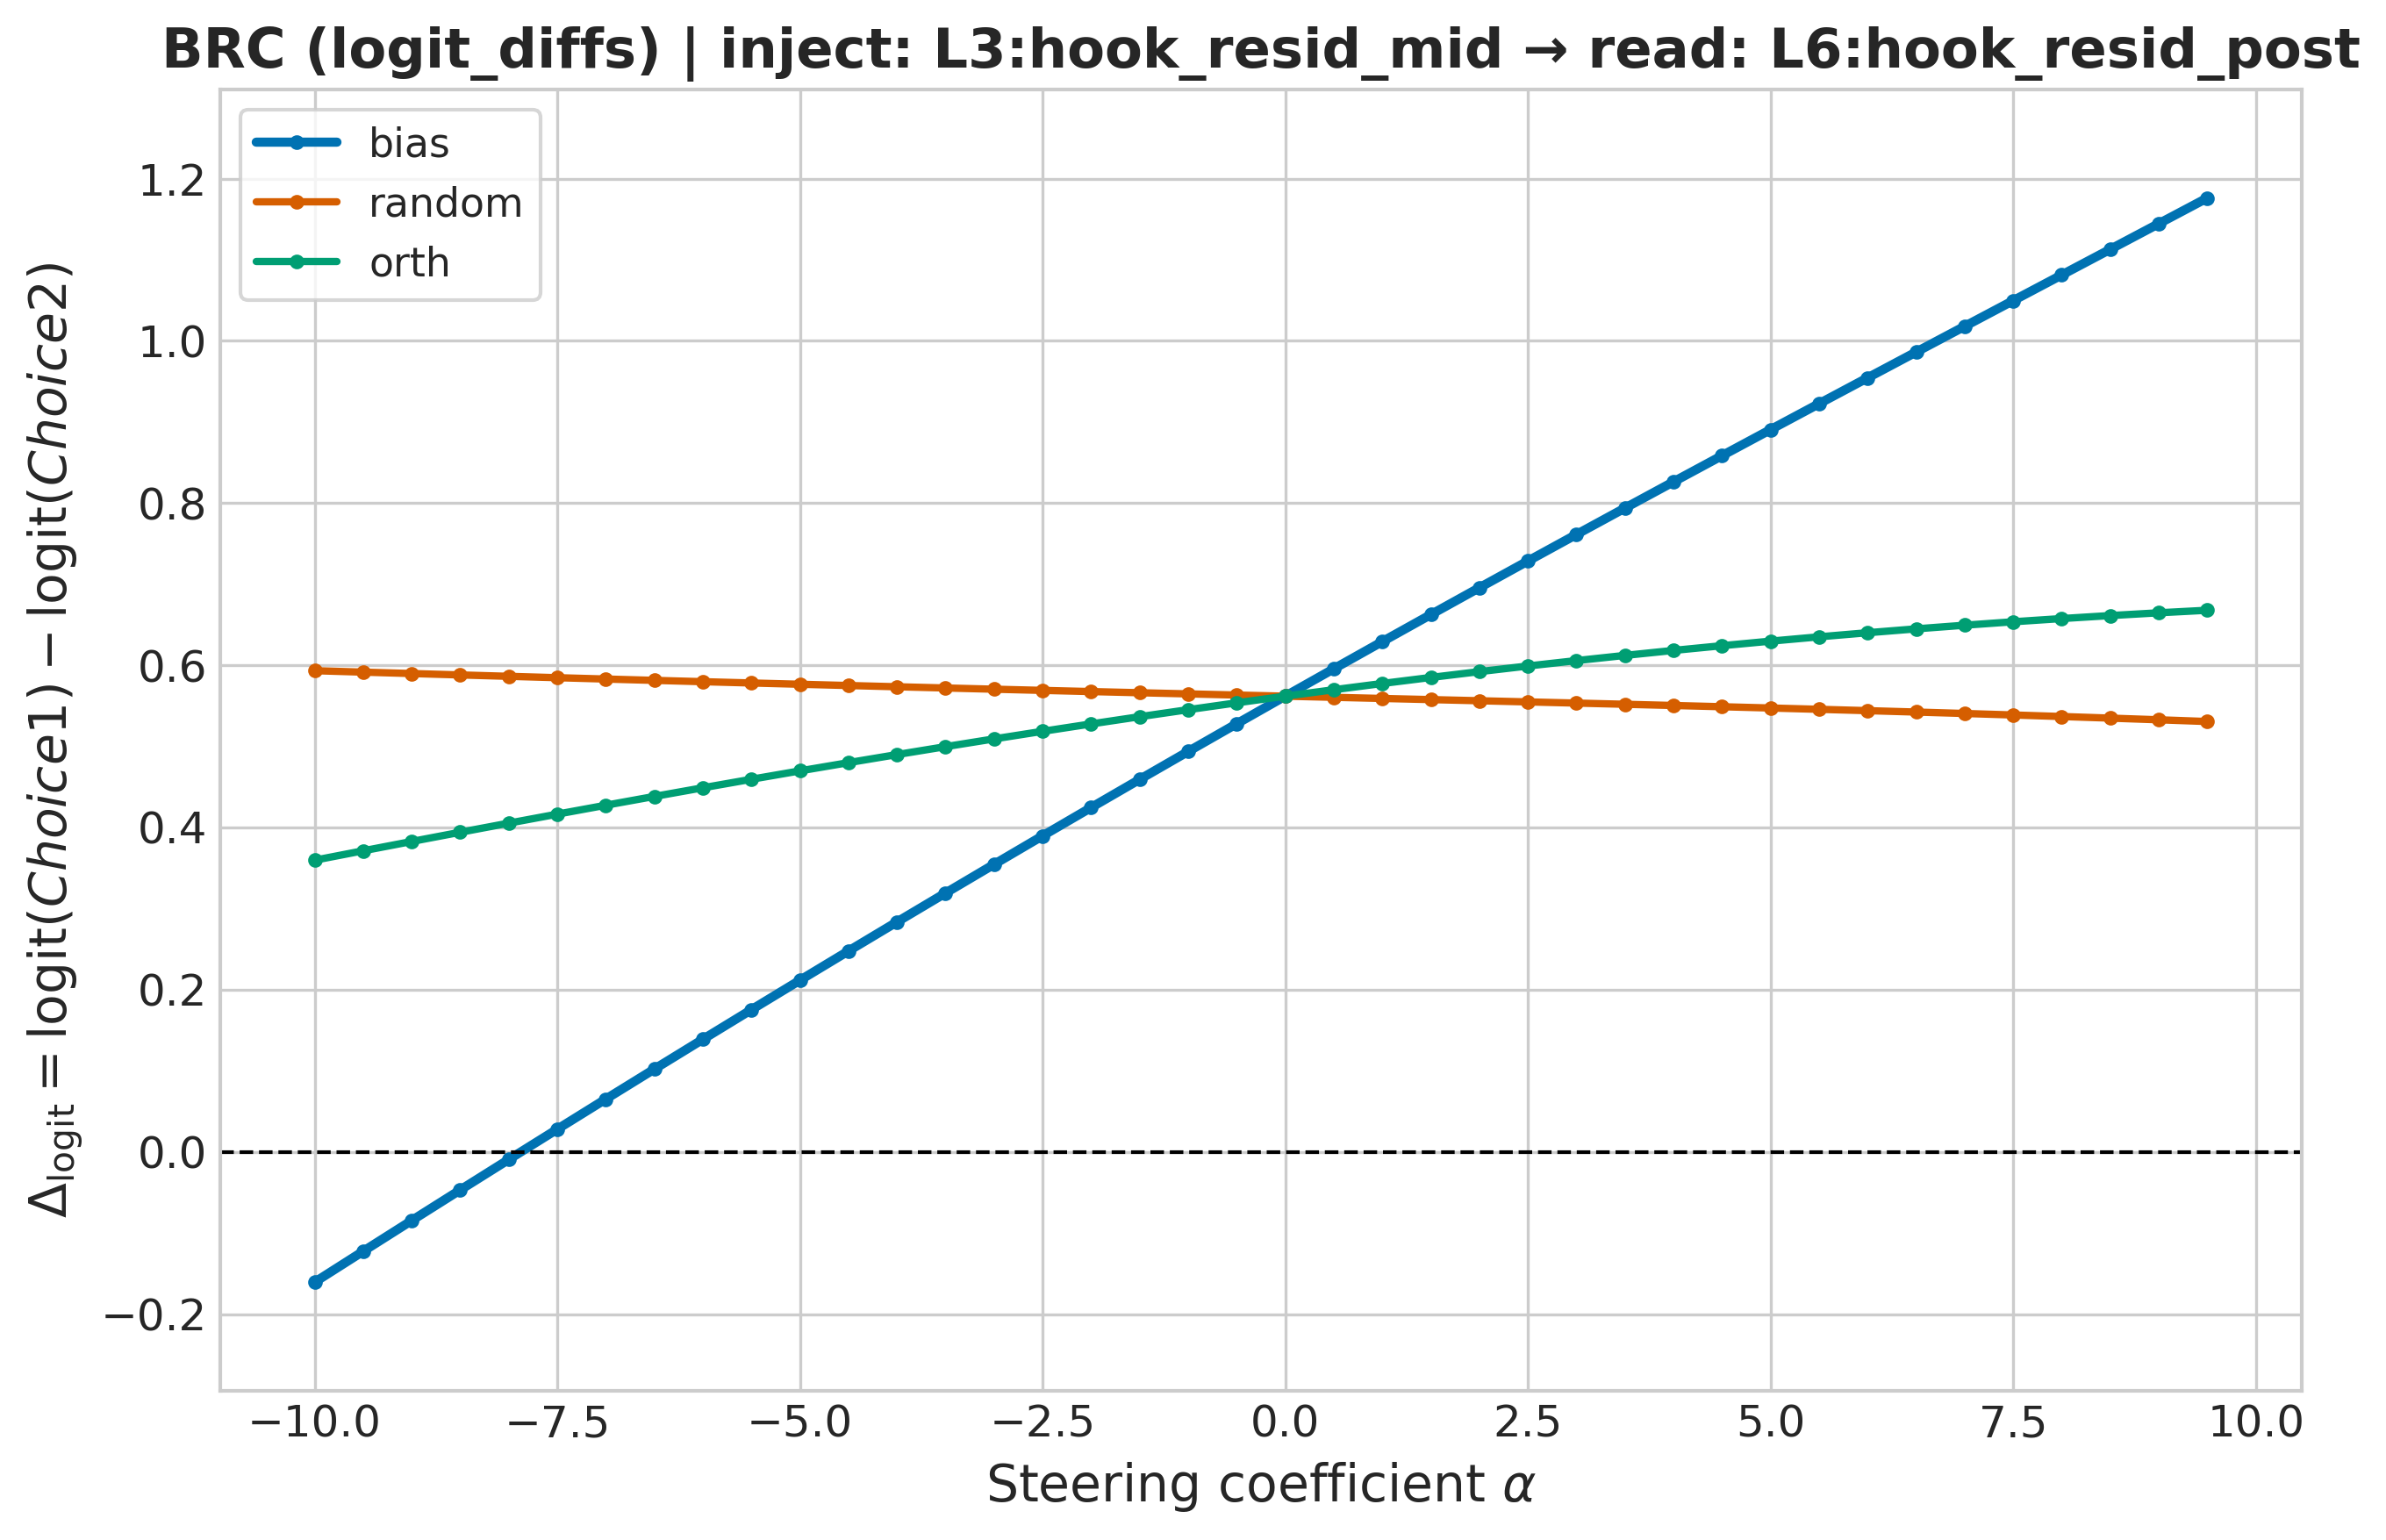 BRC (logit_diffs) | inject: L3:hook_resid_mid → read: L6:hook_resid_post
bias
random
orth
Δlogit = logit(Choice1) − logit(Choice2)
1.2
1.0
0.8
0.6
0.4
0.2
0.0
−0.2
−10.0 −7.5 −5.0 −2.5 0.0 2.5 5.0 7.5 10.0
Steering coefficient α